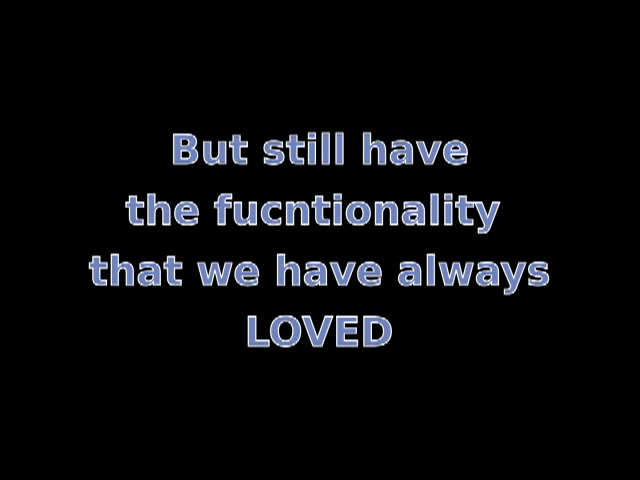 But still have
the fucntionality
that we have always
LOVED